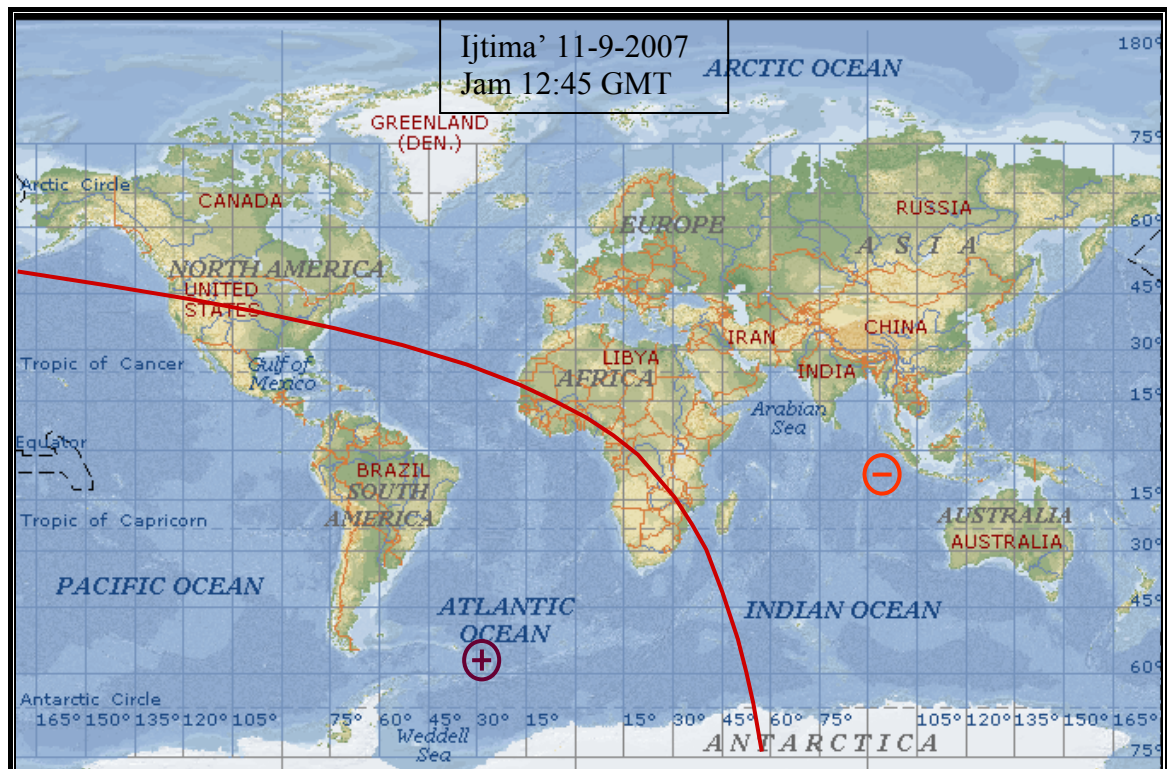 Ijtima’ 11-9-2007
Jam 12:45 GMT
180°
ARCTIC OCEAN
GREENLAND
(DEN.)
75°
Arctic Circle
CANADA
RUSSIA
EUROPE
60°
A S I A
NORTH AMERICA
UNITED
STATES
45°
CHINA
IRAN
30°
Tropic of Cancer
Gulf of
Mexico
LIBYA
AFRICA
INDIA
15°
Arabian
Sea
Equator
BRAZIL
SOUTH
AMERICA
−
15°
Tropic of Capricorn
AUSTRALIA
AUSTRALIA
30°
PACIFIC OCEAN
ATLANTIC
OCEAN
INDIAN OCEAN
45°
+
60°
Antarctic Circle
165° 150° 135° 120° 105° 75° 60° 45° 30° 15° 15° 30° 45° 60° 75° 105° 120° 135° 150° 165°
Weddell
Sea
ANTARCTICA
75°